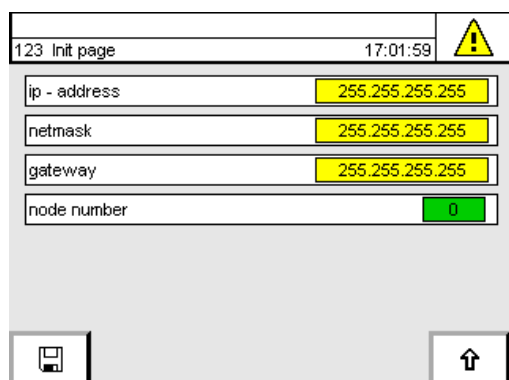 123 Init page 17:01:59
ip - address 255.255.255.255
netmask 255.255.255.255
gateway 255.255.255.255
node number 0